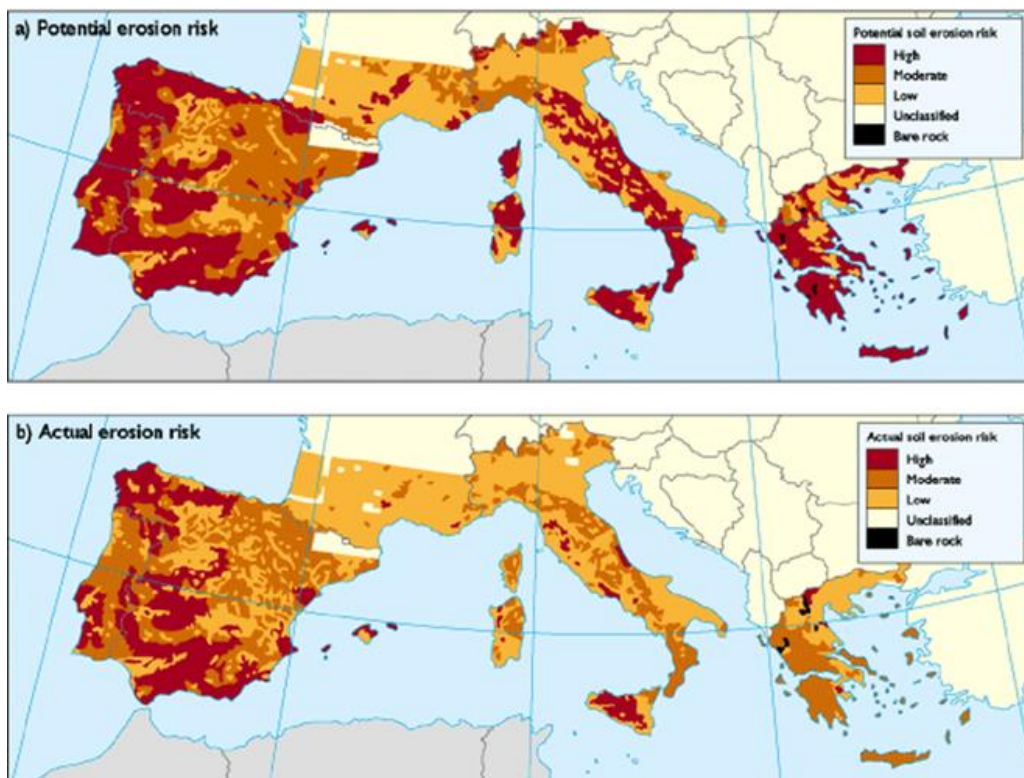 a) Potential erosion risk
Potential soil erosion risk
High
Moderate
Low
Unclassified
Bare rock
b) Actual erosion risk
Actual soil erosion risk
High
Moderate
Low
Unclassified
Bare rock